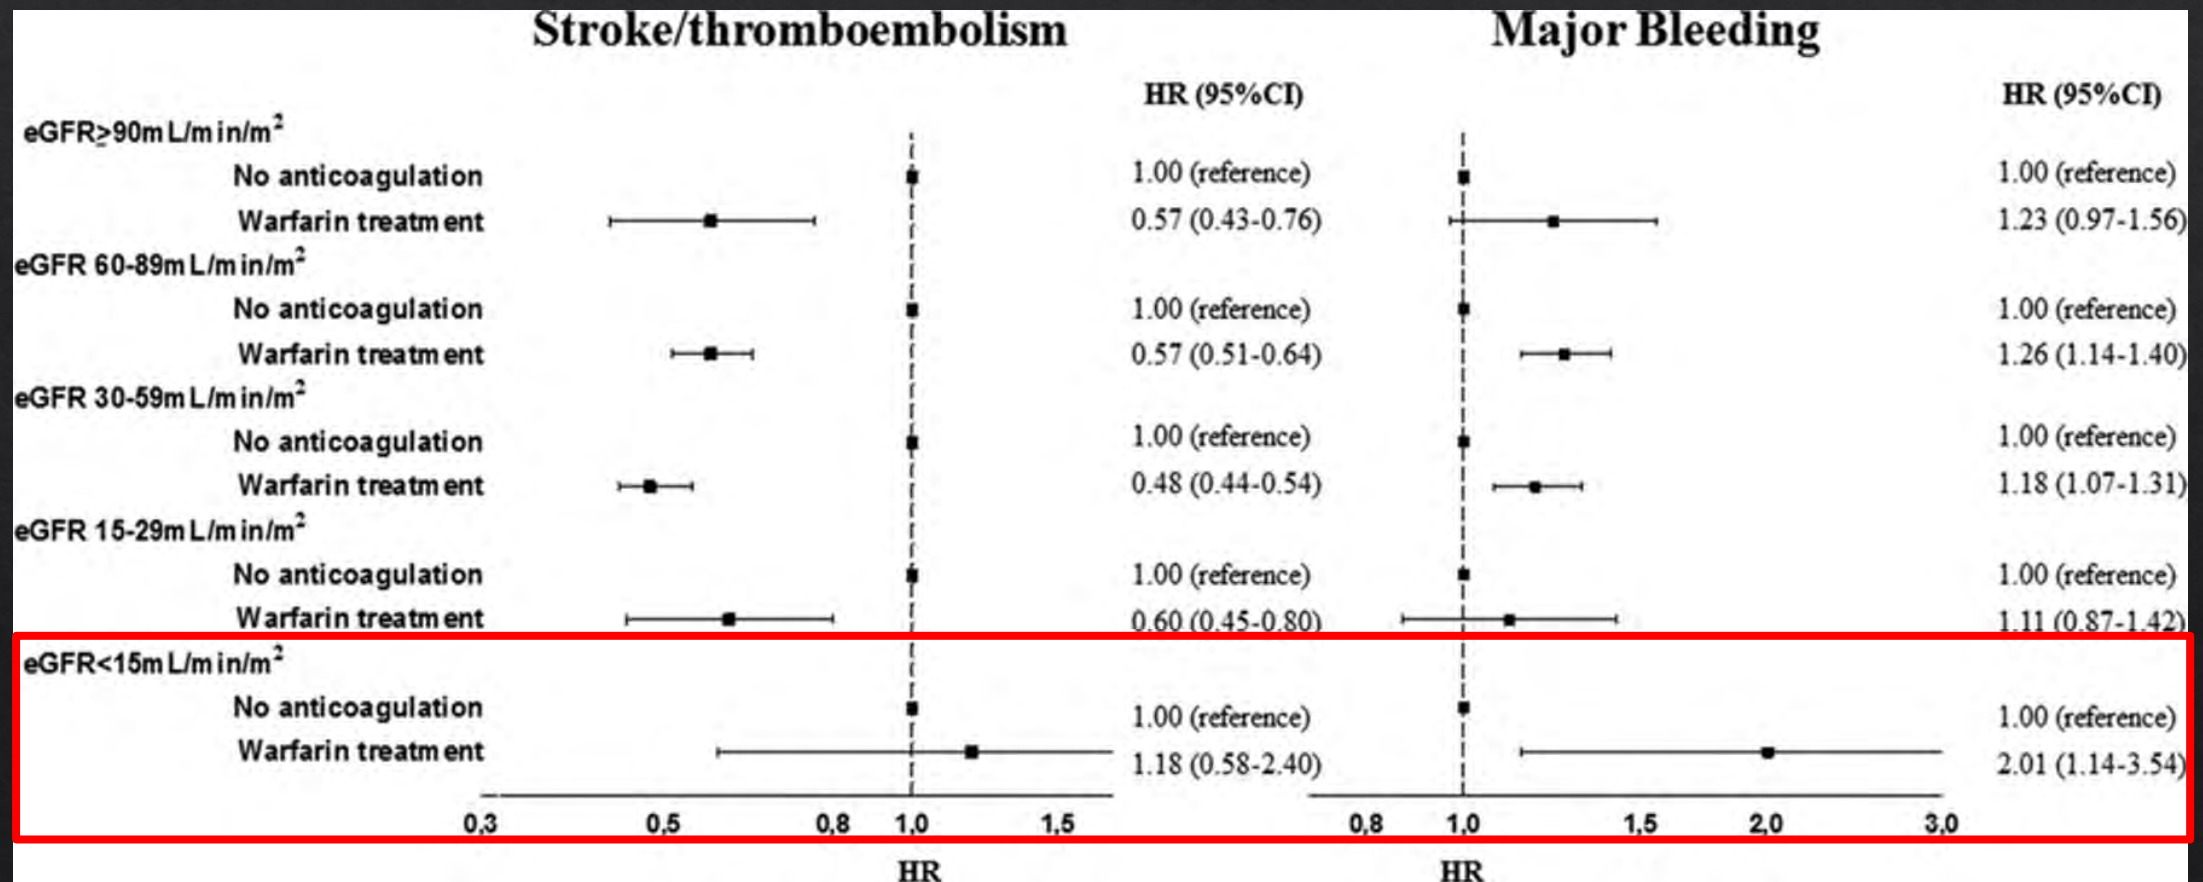 Stroke/thromboembolism Major Bleeding
HR (95%CI) HR (95%CI)
eGFR≥90mL/min/m²
No anticoagulation 1.00 (reference) 1.00 (reference)
Warfarin treatment 0.57 (0.43-0.76) 1.23 (0.97-1.56)
eGFR 60-89mL/min/m²
No anticoagulation 1.00 (reference) 1.00 (reference)
Warfarin treatment 0.57 (0.51-0.64) 1.26 (1.14-1.40)
eGFR 30-59mL/min/m²
No anticoagulation 1.00 (reference) 1.00 (reference)
Warfarin treatment 0.48 (0.44-0.54) 1.18 (1.07-1.31)
eGFR 15-29mL/min/m²
No anticoagulation 1.00 (reference) 1.00 (reference)
Warfarin treatment 0.60 (0.45-0.80) 1.11 (0.87-1.42)
eGFR<15mL/min/m²
No anticoagulation 1.00 (reference) 1.00 (reference)
Warfarin treatment 1.18 (0.58-2.40) 2.01 (1.14-3.54)
0,3 0,5 0,8 1,0 1,5 0,8 1,0 1,5 2,0 3,0
HR HR